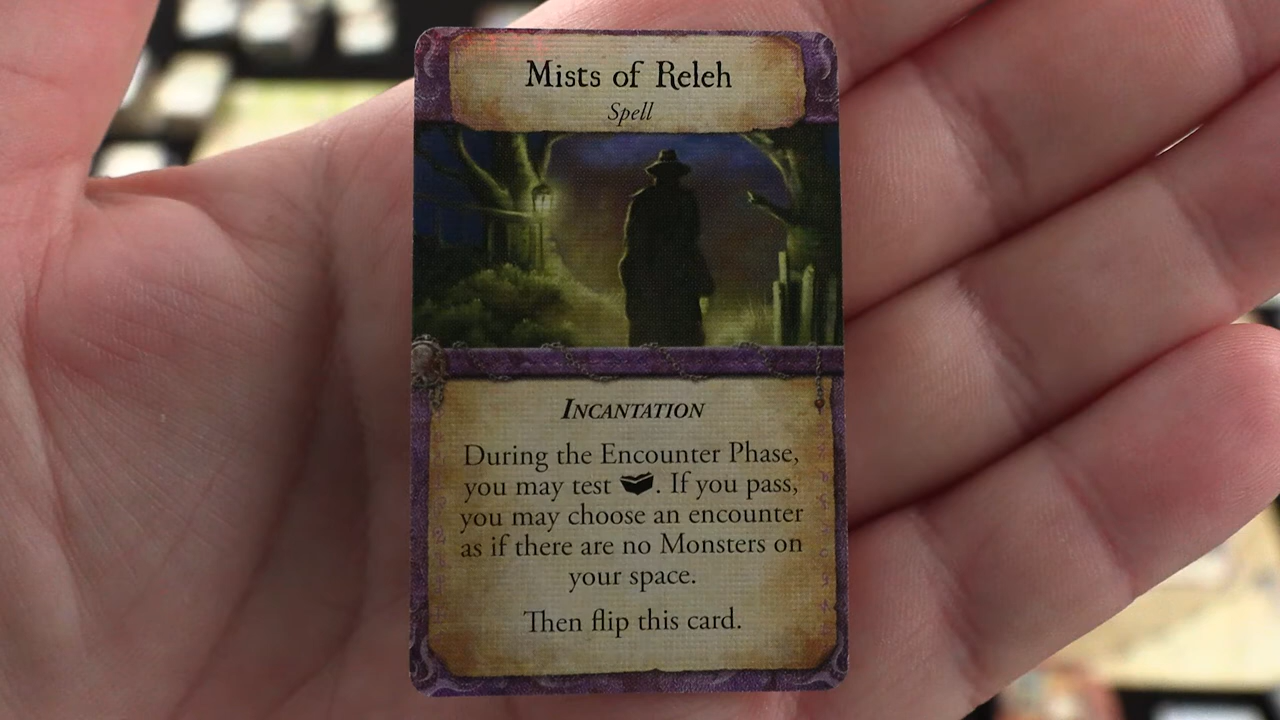 Mists of Releh
Spell
Incantation
During the Encounter Phase,
you may test . If you pass,
you may choose an encounter
as if there are no Monsters on
your space.
Then flip this card.